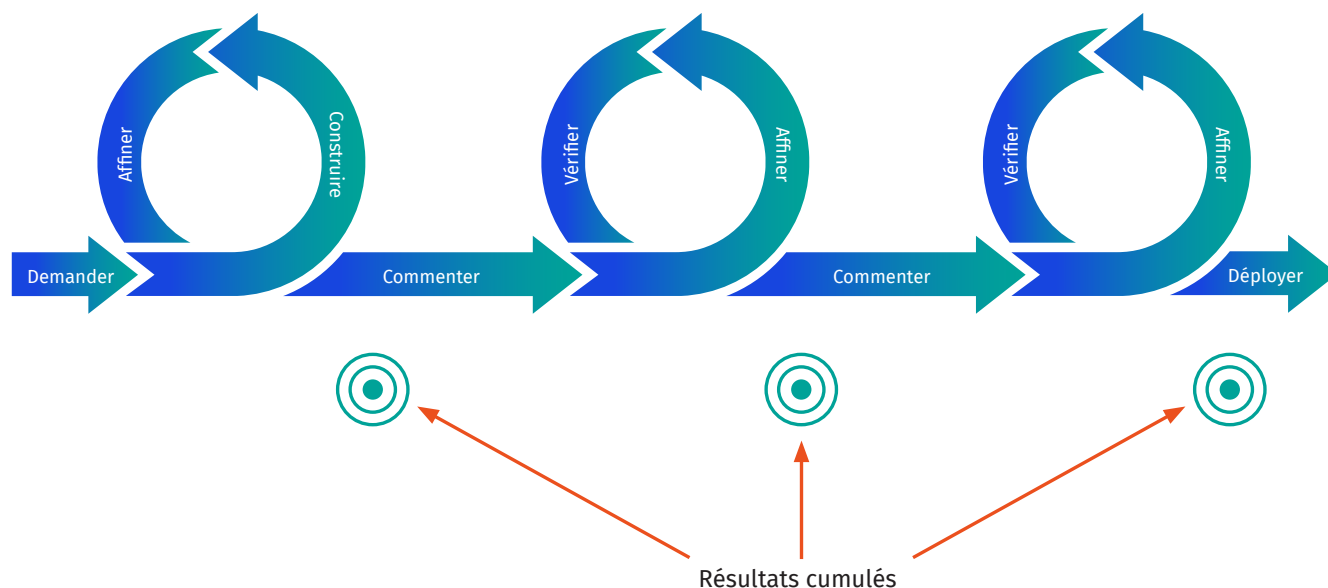 Affiner
Construire
Vérifier
Affiner
Vérifier
Affiner
Demander
Commenter
Commenter
Déployer
Résultats cumulés